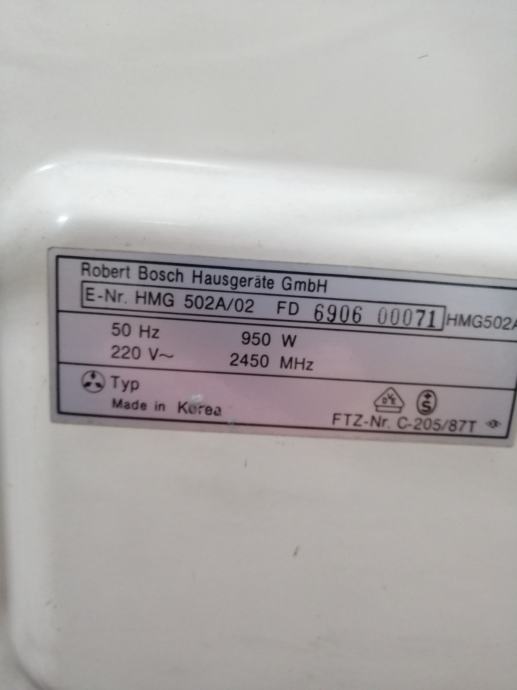 Robert Bosch Hausgeräte GmbH
E-Nr. HMG 502A/02 FD 6906 00071 HMG502A
50 Hz 950 W
220 V~ 2450 MHz
Typ
Made in Korea
DVE S
FTZ-Nr. C-205/87T